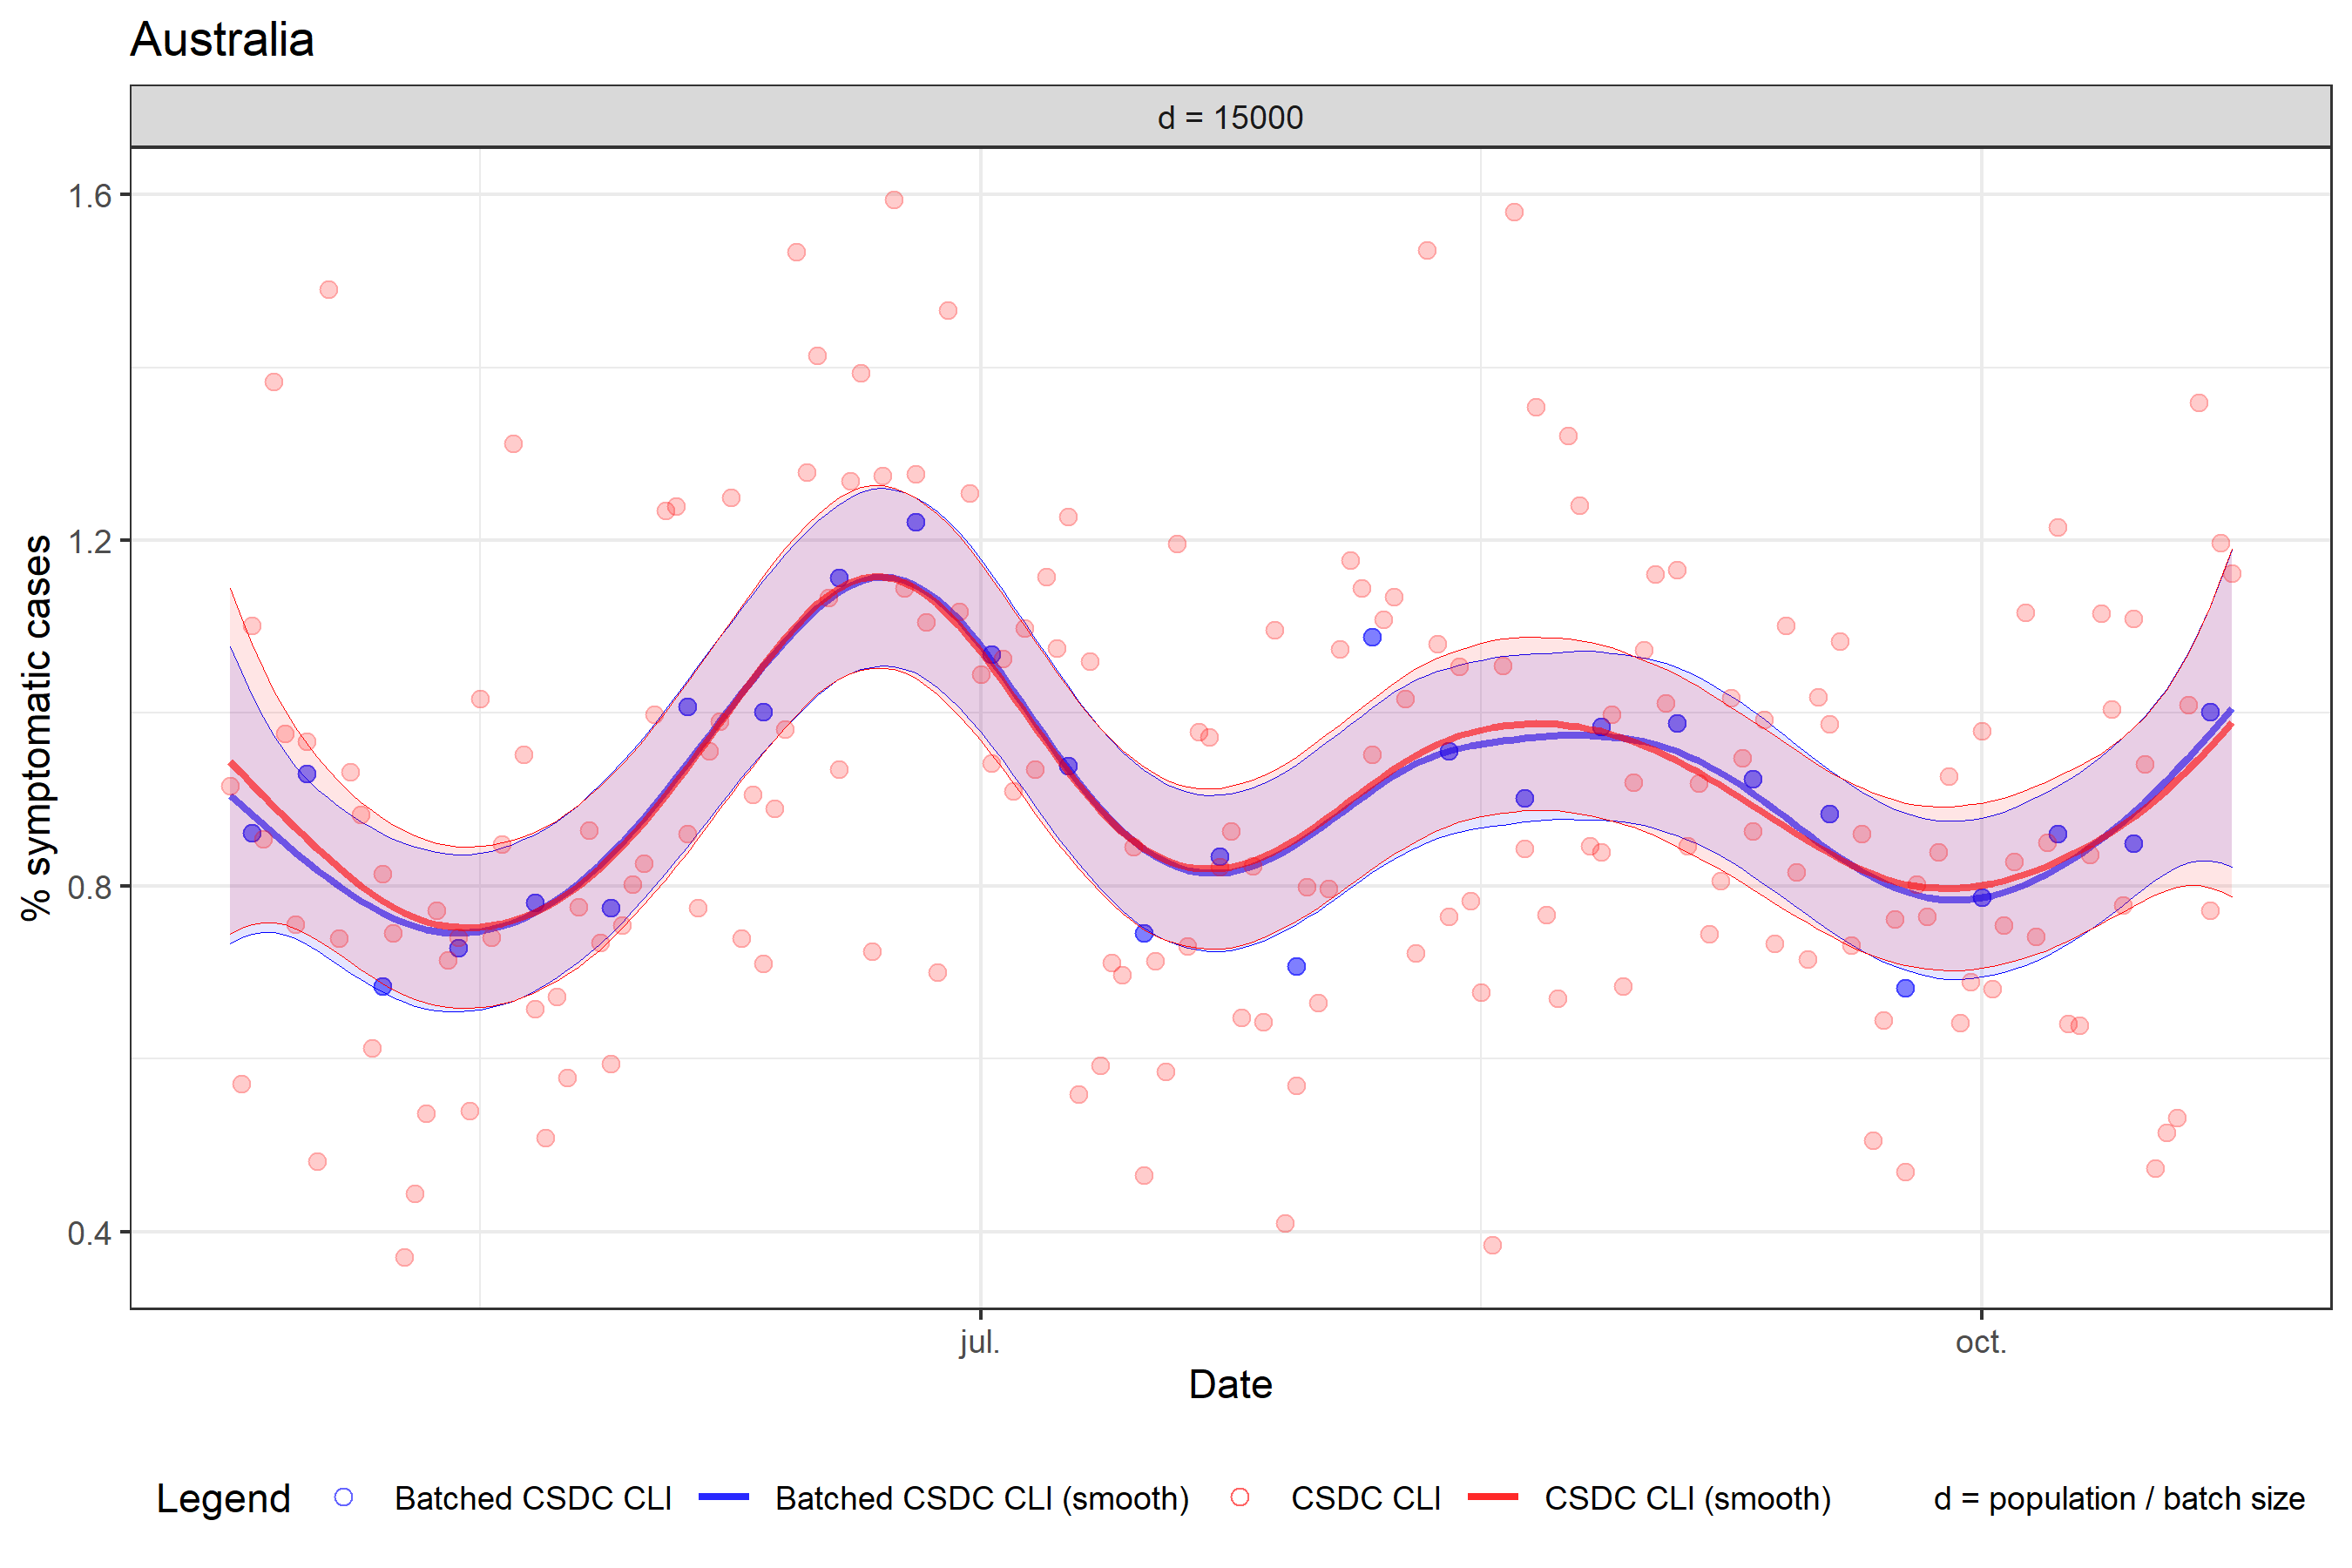 Australia
d = 15000
1.6
1.2
0.8
0.4
% symptomatic cases
jul.
oct.
Date
Legend Batched CSDC CLI Batched CSDC CLI (smooth) CSDC CLI CSDC CLI (smooth) d = population / batch size